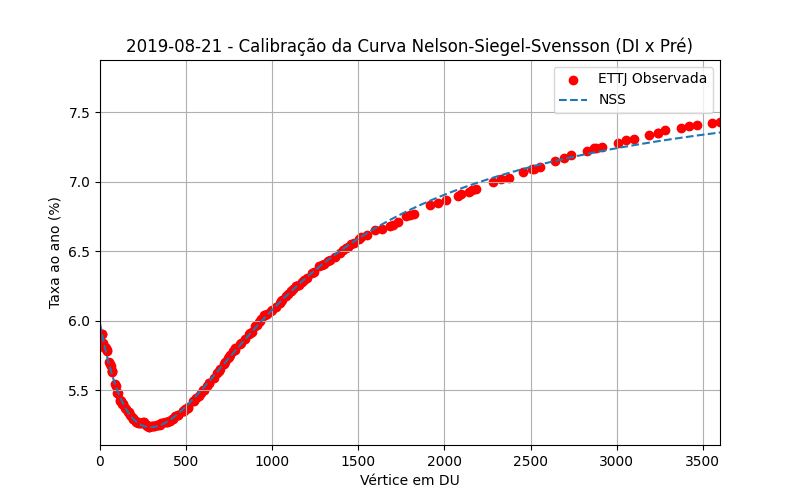 2019-08-21 - Calibração da Curva Nelson-Siegel-Svensson (DI x Pré)
ETTJ Observada
NSS
Taxa ao ano (%)
7.5
7.0
6.5
6.0
5.5
0 500 1000 1500 2000 2500 3000 3500
Vértice em DU